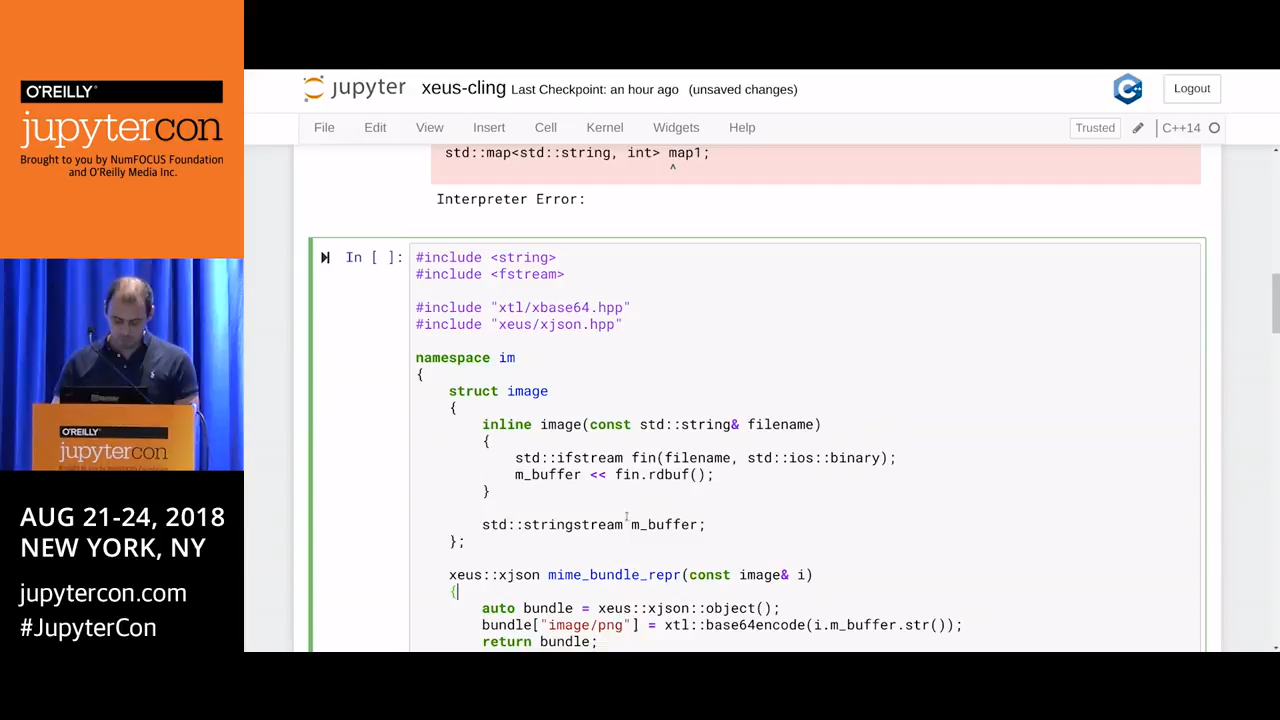 O'REILLY®
jupytercon
Brought to you by NumFOCUS Foundation
and O'Reilly Media Inc.
O'REILLY®
jupytercon
AUG 21-24, 2018
NEW YORK, NY
jupytercon.com
#JupyterCon
jupyter xeus-cling Last Checkpoint: an hour ago (unsaved changes)
C++
Logout
File Edit View Insert Cell Kernel Widgets Help
Trusted C++14
std::map<std::string, int> map1;
^
Interpreter Error:
In [ ]:
#include <string>
#include <fstream>
#include "xtl/xbase64.hpp"
#include "xeus/xjson.hpp"
namespace im
{
struct image
{
inline image(const std::string& filename)
{
std::ifstream fin(filename, std::ios::binary);
m_buffer << fin.rdbuf();
}
std::stringstream m_buffer;
};
xeus::xjson mime_bundle_repr(const image& i)
{
auto bundle = xeus::xjson::object();
bundle["image/png"] = xtl::base64encode(i.m_buffer.str());
return bundle;